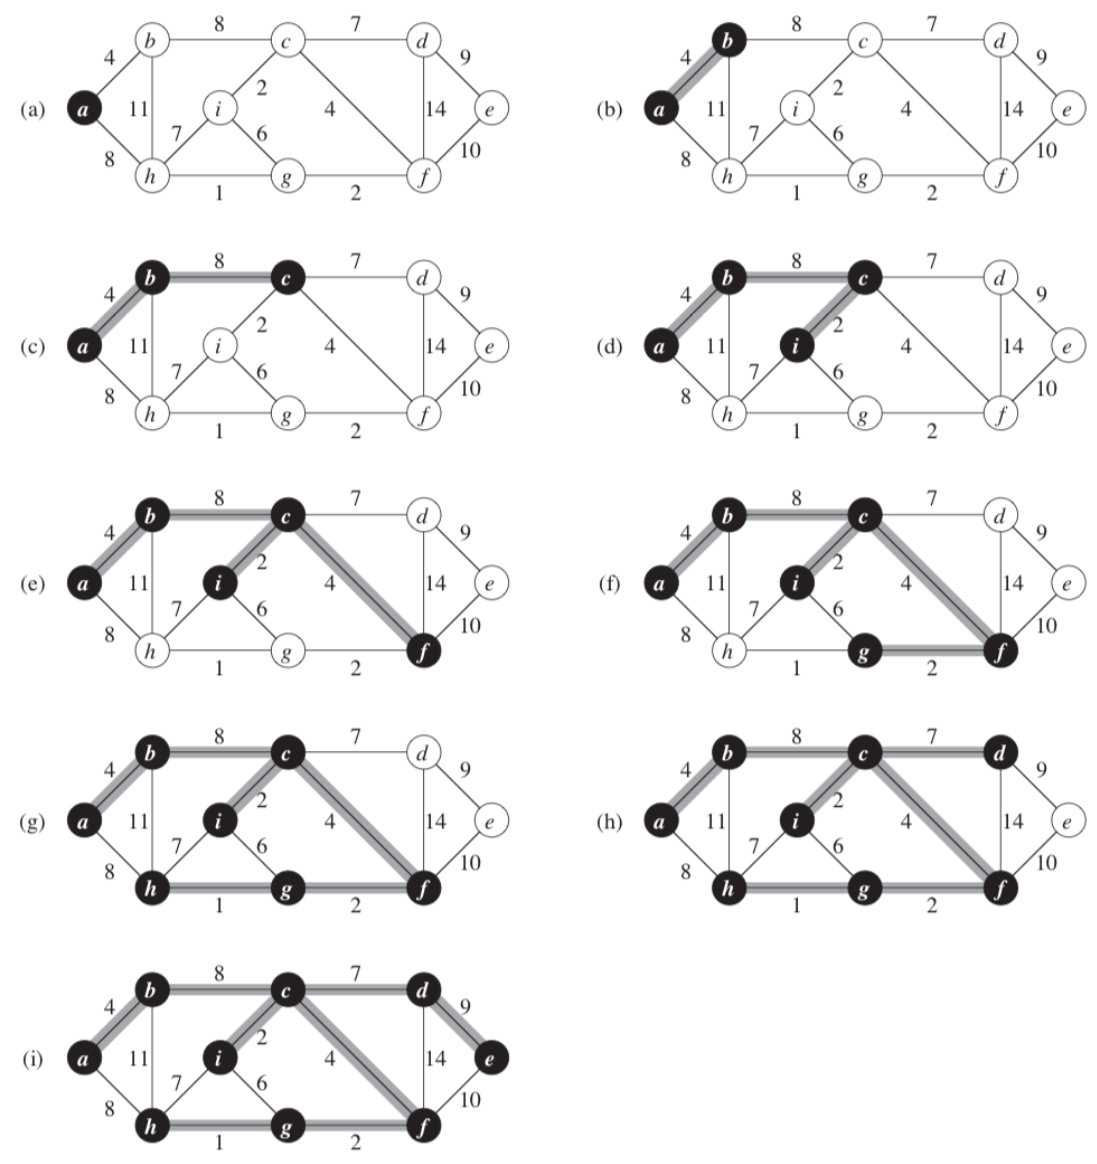 8 7 8 7
b c d b c d
4 9 4 9
2 2
(a) a 11 i 4 14 e (b) a 11 i 4 14 e
7 6 7 6
8 10 8 10
h g f h g f
1 2 1 2
8 7 8 7
b c d b c d
4 9 4 9
2 2
(c) a 11 i 4 14 e (d) a 11 i 4 14 e
7 6 7 6
8 10 8 10
h g f h g f
1 2 1 2
8 7 8 7
b c d b c d
4 9 4 9
2 2
(e) a 11 i 4 14 e (f) a 11 i 4 14 e
7 6 7 6
8 10 8 10
h g f h g f
1 2 1 2
8 7 8 7
b c d b c d
4 9 4 9
2 2
(g) a 11 i 4 14 e (h) a 11 i 4 14 e
7 6 7 6
8 10 8 10
h g f h g f
1 2 1 2
8 7
b c d
4 9
2
(i) a 11 i 4 14 e
7 6
8 10
h g f
1 2